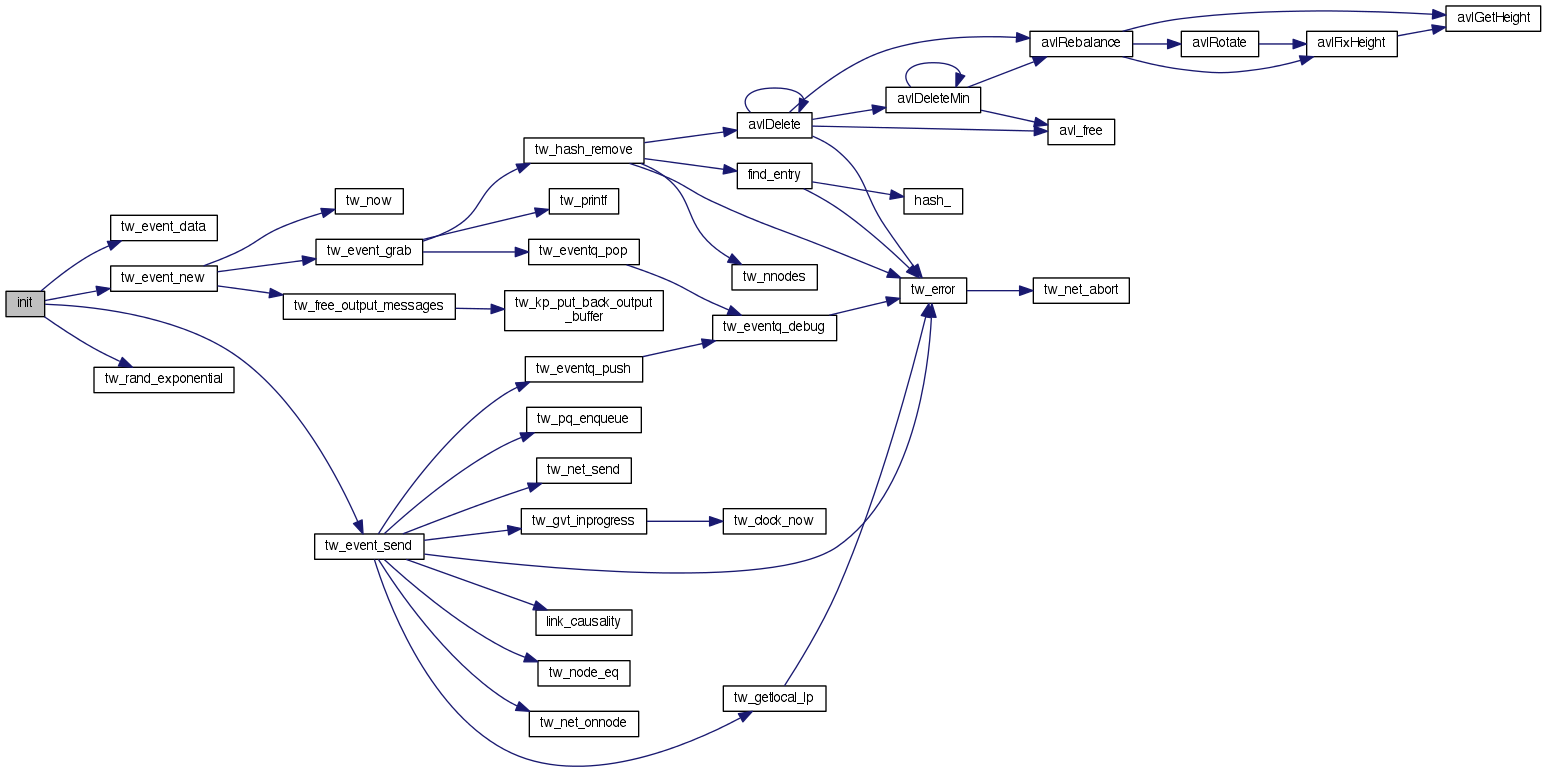 avlGetHeight
avlRebalance
avlRotate
avlFixHeight
avlDeleteMin
avlDelete
avl_free
tw_hash_remove
find_entry
hash_
tw_now
tw_printf
tw_event_data
tw_event_grab
tw_eventq_pop
tw_event_new
tw_nnodes
tw_error
tw_net_abort
init
tw_free_output_messages
tw_kp_put_back_output
_buffer
tw_eventq_debug
tw_eventq_push
tw_rand_exponential
tw_pq_enqueue
tw_net_send
tw_gvt_inprogress
tw_clock_now
tw_event_send
link_causality
tw_node_eq
tw_getlocal_lp
tw_net_onnode